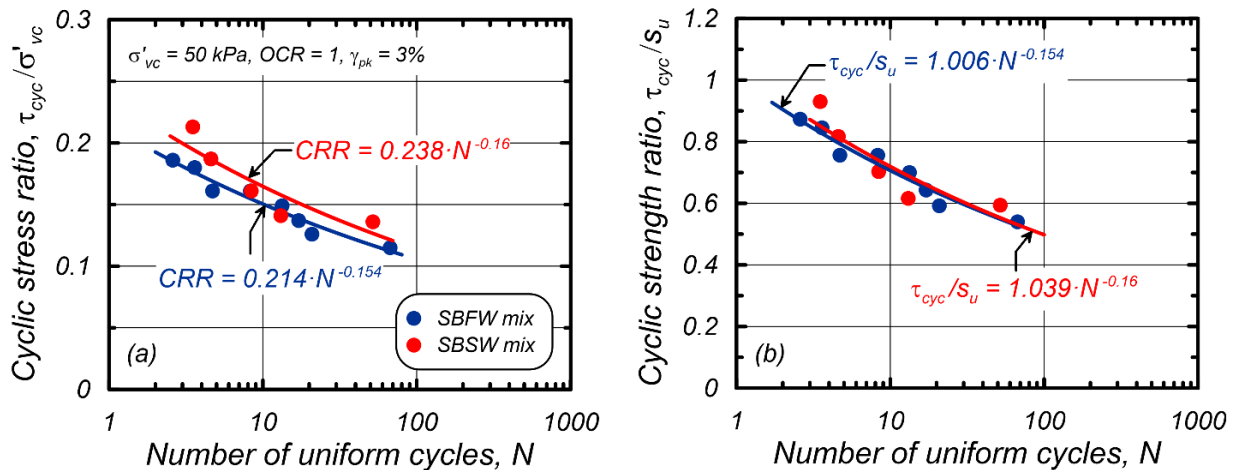 0.3
0.2
0.1
0
Cyclic stress ratio, τcyc/σ'vc
σ'vc = 50 kPa, OCR = 1, γpk = 3%
CRR = 0.238·N^-0.16
CRR = 0.214·N^-0.154
SBFW mix
SBSW mix
(a)
1 10 100 1000
Number of uniform cycles, N
1.2
1
0.8
0.6
0.4
0.2
0
Cyclic strength ratio, τcyc/su
τcyc/su = 1.006·N^-0.154
τcyc/su = 1.039·N^-0.16
(b)
1 10 100 1000
Number of uniform cycles, N